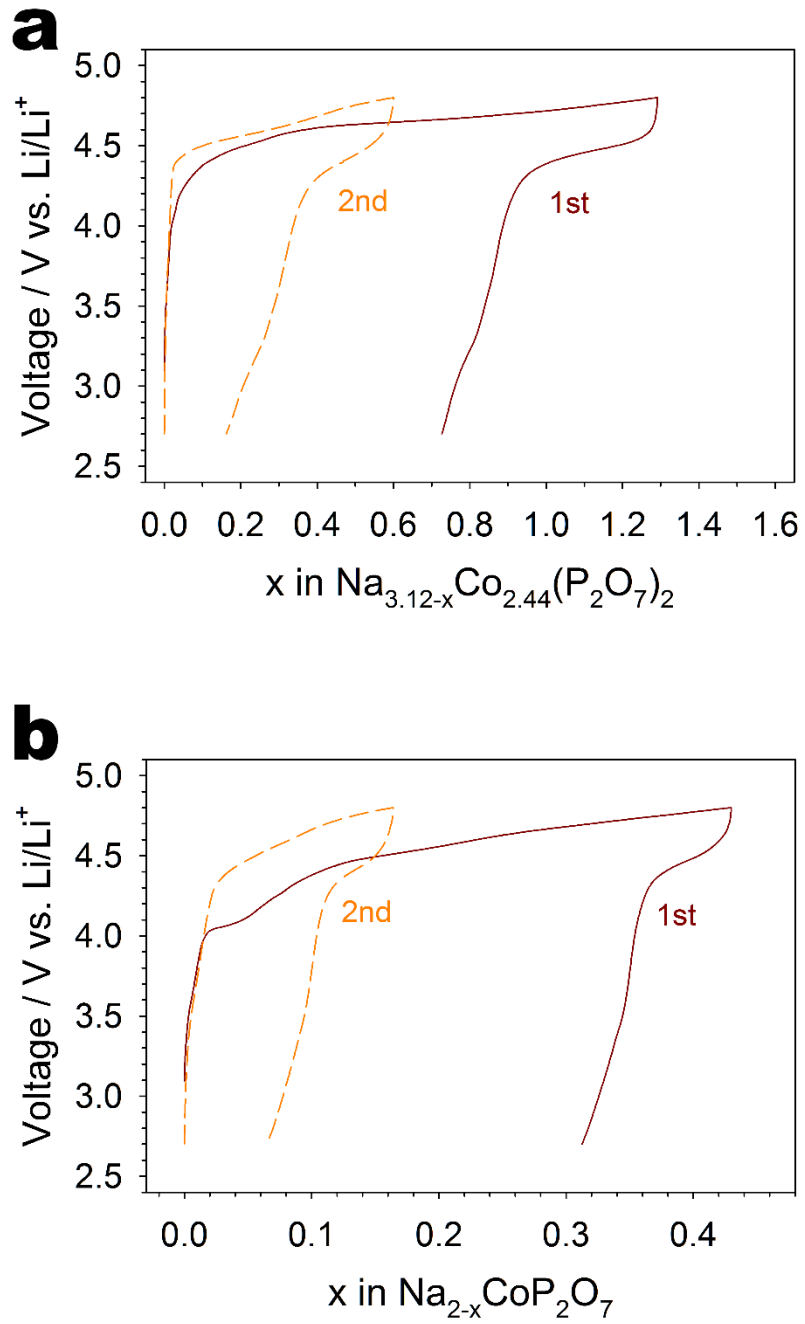 a
Voltage / V vs. Li/Li⁺
5.0
4.5
4.0
3.5
3.0
2.5
2nd
1st
0.0 0.2 0.4 0.6 0.8 1.0 1.2 1.4 1.6
x in Na₃.₁₂₋ₓCo₂.₄₄(P₂O₇)₂
b
Voltage / V vs. Li/Li⁺
5.0
4.5
4.0
3.5
3.0
2.5
2nd
1st
0.0 0.1 0.2 0.3 0.4
x in Na₂₋ₓCoP₂O₇